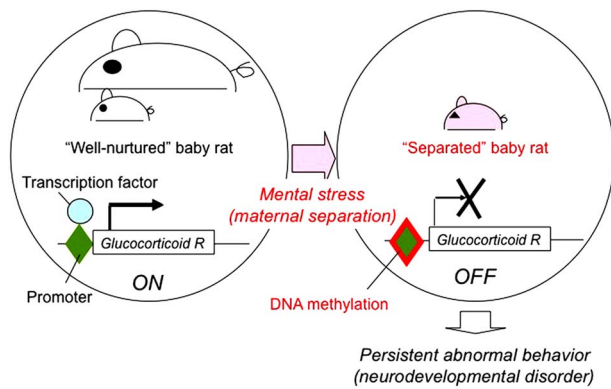 "Well-nurtured" baby rat
Transcription factor
Glucocorticoid R
ON
Promoter
Mental stress
(maternal separation)
"Separated" baby rat
Glucocorticoid R
OFF
DNA methylation
Persistent abnormal behavior
(neurodevelopmental disorder)